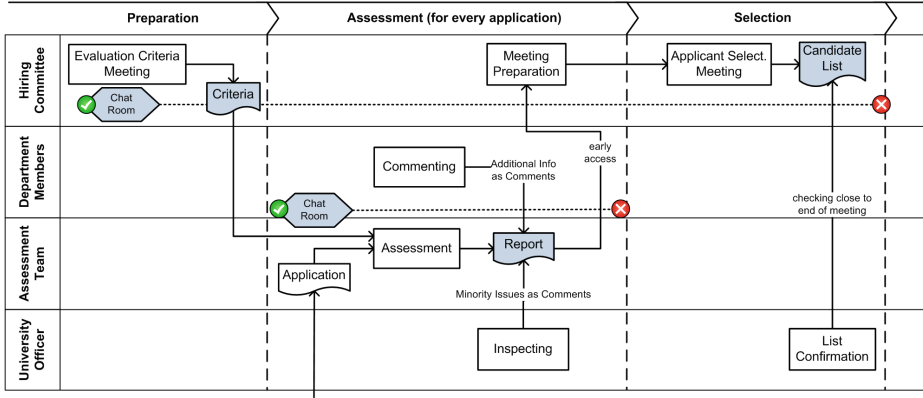 Preparation
Assessment (for every application)
Selection
Hiring
Committee
Evaluation Criteria
Meeting
Criteria
Chat
Room
Meeting
Preparation
Applicant Select.
Meeting
Candidate
List
Department
Members
Commenting
Additional Info
as Comments
early
access
Chat
Room
checking close to
end of meeting
Assessment
Team
Application
Assessment
Report
Minority Issues as Comments
University
Officer
Inspecting
List
Confirmation